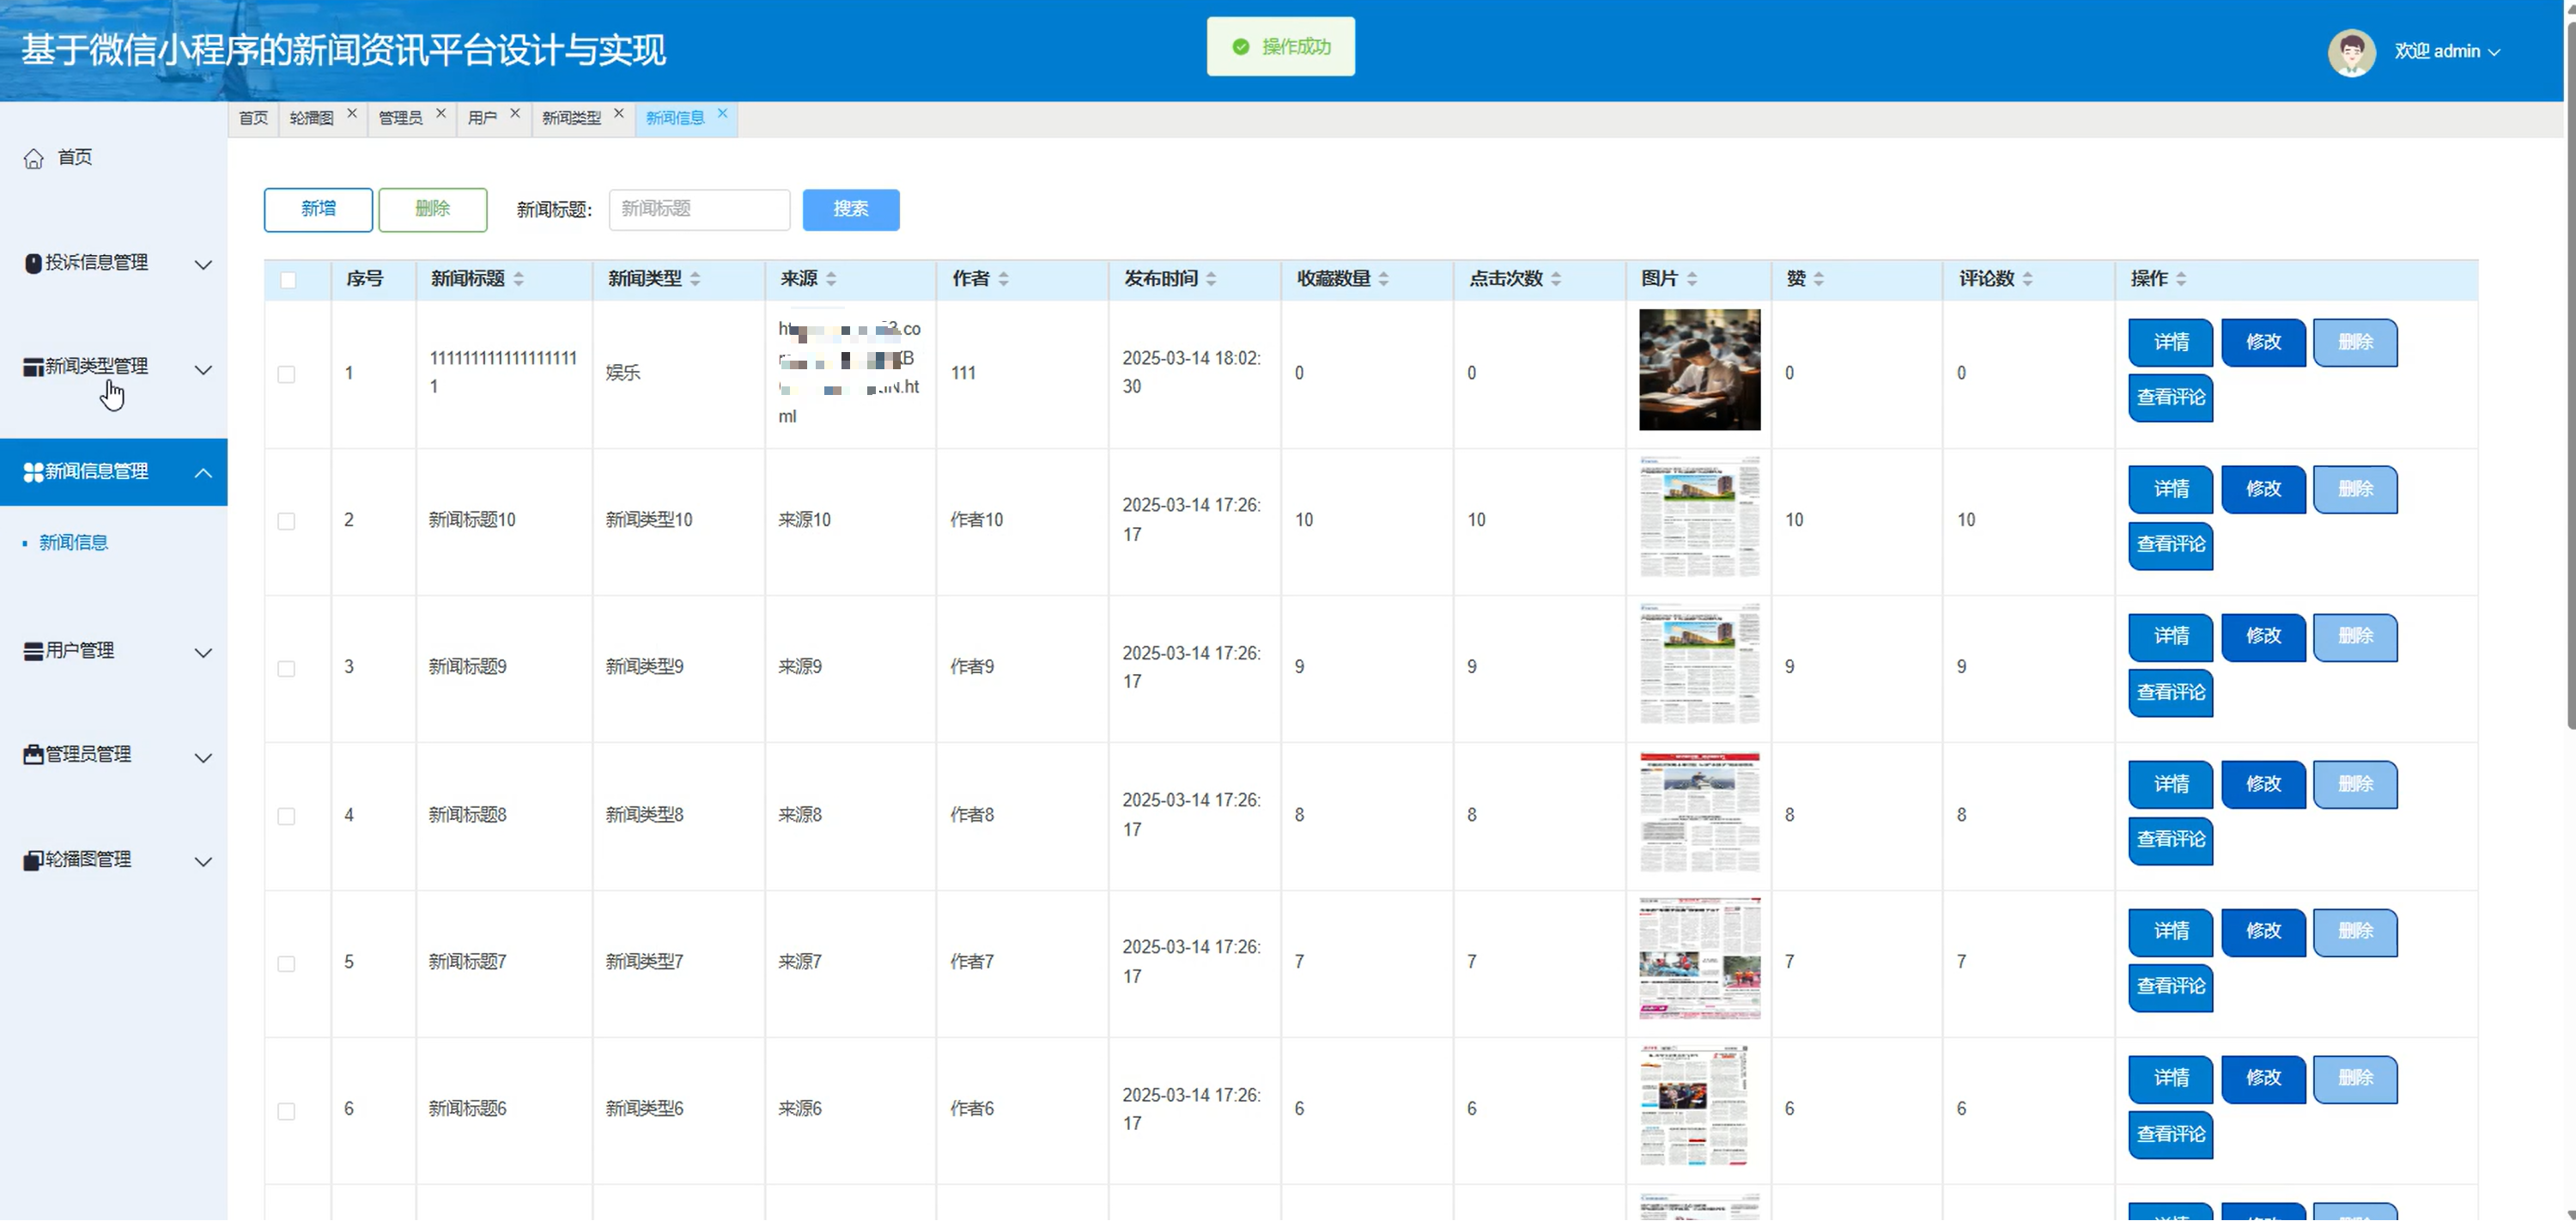 基于微信小程序的新闻资讯平台设计与实现
操作成功
欢迎 admin
首页 轮播图 管理员 用户 新闻类型 新闻信息
首页
投诉信息管理
新闻类型管理
新闻信息管理
新闻信息
用户管理
管理员管理
轮播图管理
新增 删除 新闻标题: 新闻标题 搜索
序号 新闻标题 新闻类型 来源 作者 发布时间 收藏数量 点击次数 图片 赞 评论数 操作
1 111111111111111111
1 娱乐 .co
.ht
ml 111 2025-03-14 18:02:
30 0 0 0 0 详情 修改 删除
查看评论
2 新闻标题10 新闻类型10 来源10 作者10 2025-03-14 17:26:
17 10 10 10 10 详情 修改 删除
查看评论
3 新闻标题9 新闻类型9 来源9 作者9 2025-03-14 17:26:
17 9 9 9 9 详情 修改 删除
查看评论
4 新闻标题8 新闻类型8 来源8 作者8 2025-03-14 17:26:
17 8 8 8 8 详情 修改 删除
查看评论
5 新闻标题7 新闻类型7 来源7 作者7 2025-03-14 17:26:
17 7 7 7 7 详情 修改 删除
查看评论
6 新闻标题6 新闻类型6 来源6 作者6 2025-03-14 17:26:
17 6 6 6 6 详情 修改 删除
查看评论